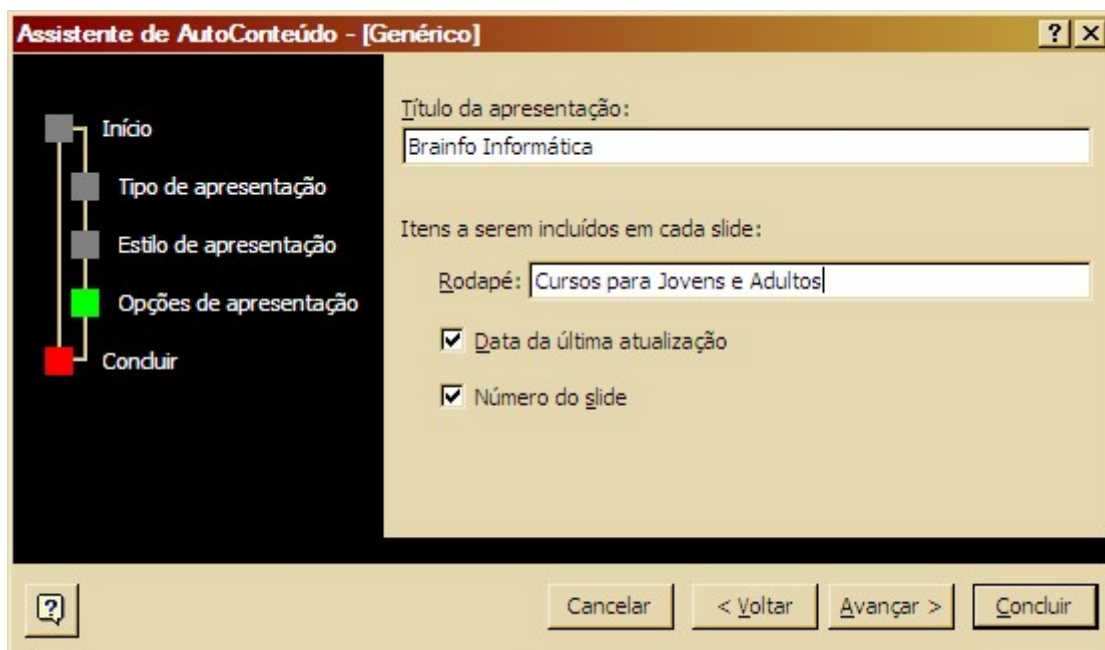 Assistente de AutoConteúdo - [Genérico]
Início
Tipo de apresentação
Estilo de apresentação
Opções de apresentação
Concluir
Título da apresentação:
Brainfo Informática
Itens a serem incluídos em cada slide:
Rodapé: Cursos para Jovens e Adultos
Data da última atualização
Número do slide
Cancelar < Voltar Avançar > Concluir